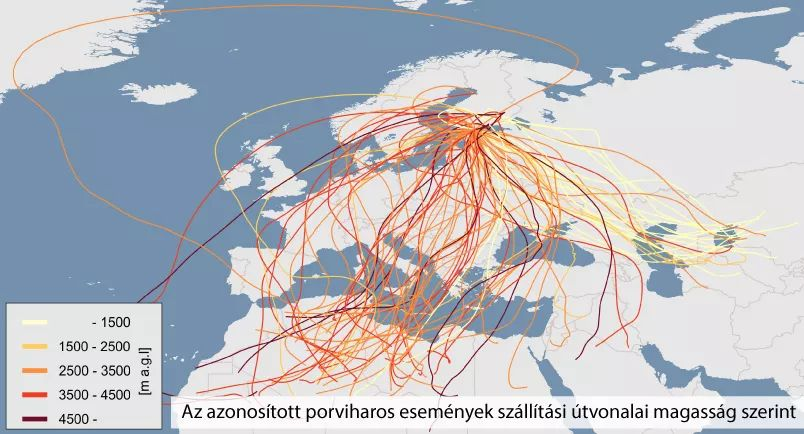 - 1500
1500 - 2500
2500 - 3500
3500 - 4500
4500 -
[m a.g.l]
Az azonosított porviharos események szállítási útvonalai magasság szerint